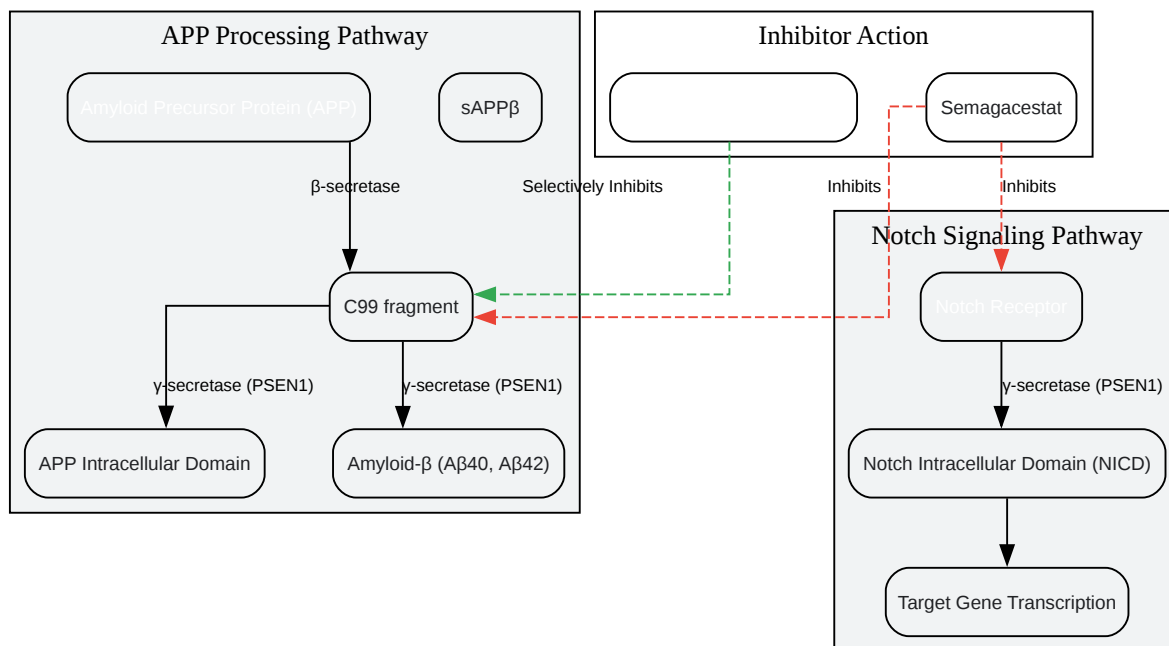 APP Processing Pathway
Inhibitor Action
Amyloid Precursor Protein (APP)
sAPPβ
Semagacestat
β-secretase
Selectively Inhibits
Inhibits
Inhibits
Notch Signaling Pathway
C99 fragment
Notch Receptor
γ-secretase (PSEN1)
γ-secretase (PSEN1)
γ-secretase (PSEN1)
APP Intracellular Domain
Amyloid-β (Aβ40, Aβ42)
Notch Intracellular Domain (NICD)
Target Gene Transcription